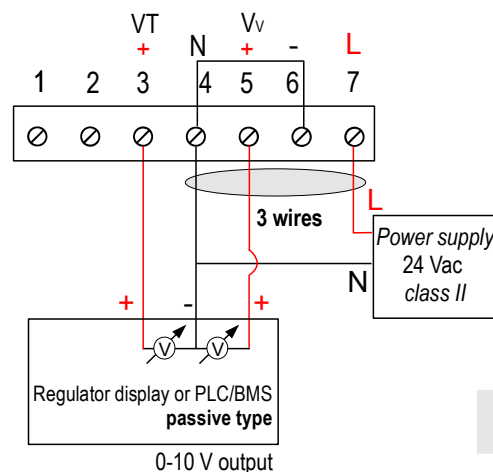 VT Vv
+ N + - L
1 2 3 4 5 6 7
L
3 wires
Power supply
24 Vac
class II
N
+ - +
V V
Regulator display or PLC/BMS
passive type
0-10 V output